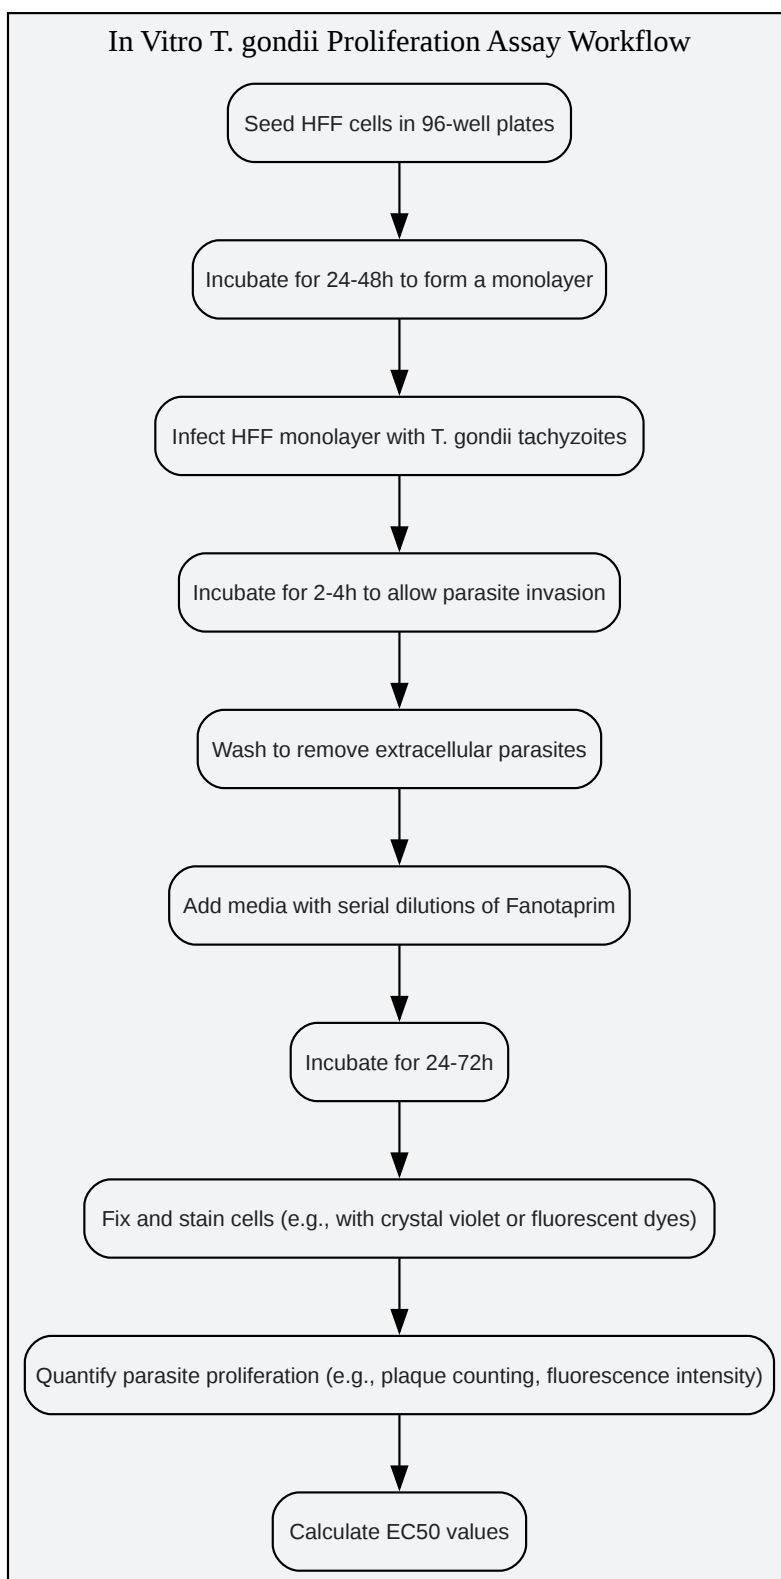 In Vitro T. gondii Proliferation Assay Workflow
Seed HFF cells in 96-well plates
Incubate for 24-48h to form a monolayer
Infect HFF monolayer with T. gondii tachyzoites
Incubate for 2-4h to allow parasite invasion
Wash to remove extracellular parasites
Add media with serial dilutions of Fanotaprim
Incubate for 24-72h
Fix and stain cells (e.g., with crystal violet or fluorescent dyes)
Quantify parasite proliferation (e.g., plaque counting, fluorescence intensity)
Calculate EC50 values